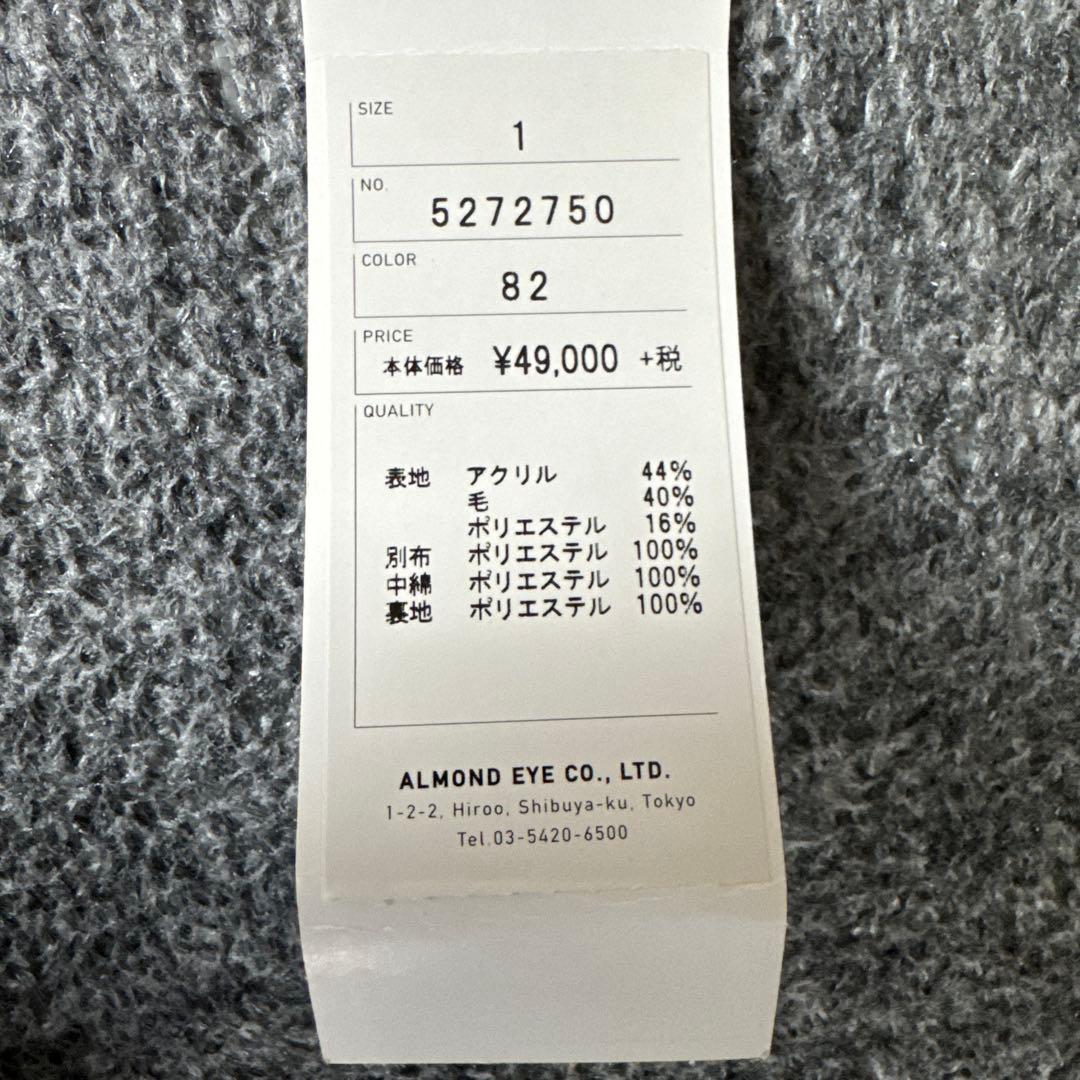 SIZE
1
NO.
5272750
COLOR
82
PRICE
本体価格 ¥49,000 +税
QUALITY
表地 アクリル 44%
毛 40%
ポリエステル 16%
別布 ポリエステル 100%
中綿 ポリエステル 100%
裏地 ポリエステル 100%
ALMOND EYE CO., LTD.
1-2-2, Hiroo, Shibuya-ku, Tokyo
Tel.03-5420-6500